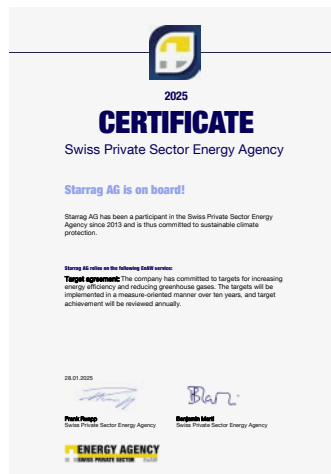 2025
CERTIFICATE
Swiss Private Sector Energy Agency
Starrag AG is on board!
Starrag AG has been a participant in the Swiss Private Sector Energy
Agency since 2013 and is thus committed to sustainable climate
protection.
Starrag AG relies on the following EnAW service:
Target agreement: The company has committed to targets for increasing
energy efficiency and reducing greenhouse gases. The targets will be
implemented in a measure-oriented manner over ten years, and target
achievement will be reviewed annually.
28.01.2025
Frank Ruepp Benjamin Marti
Swiss Private Sector Energy Agency Swiss Private Sector Energy Agency
ENERGY AGENCY
SWISS PRIVATE SECTOR EnAW